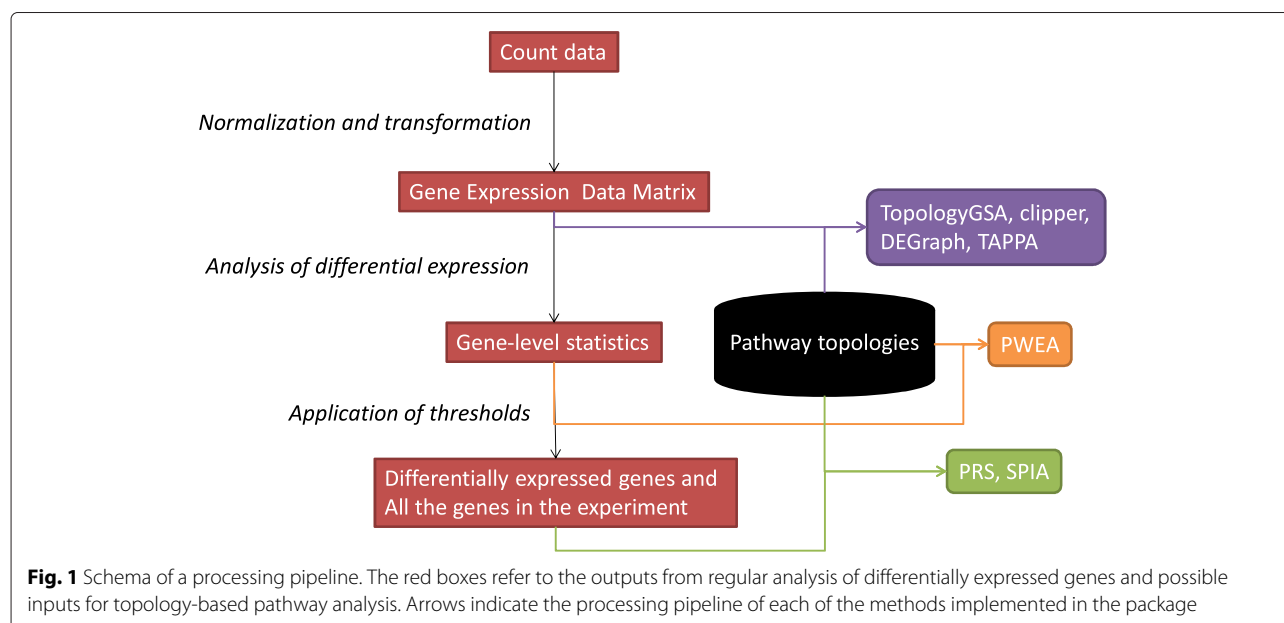 Count data
Normalization and transformation
Gene Expression Data Matrix
TopologyGSA, clipper,
DEGraph, TAPPA
Analysis of differential expression
Gene-level statistics
Pathway topologies
PWEA
Application of thresholds
Differentially expressed genes and
All the genes in the experiment
PRS, SPIA
Fig. 1 Schema of a processing pipeline. The red boxes refer to the outputs from regular analysis of differentially expressed genes and possible
inputs for topology-based pathway analysis. Arrows indicate the processing pipeline of each of the methods implemented in the package